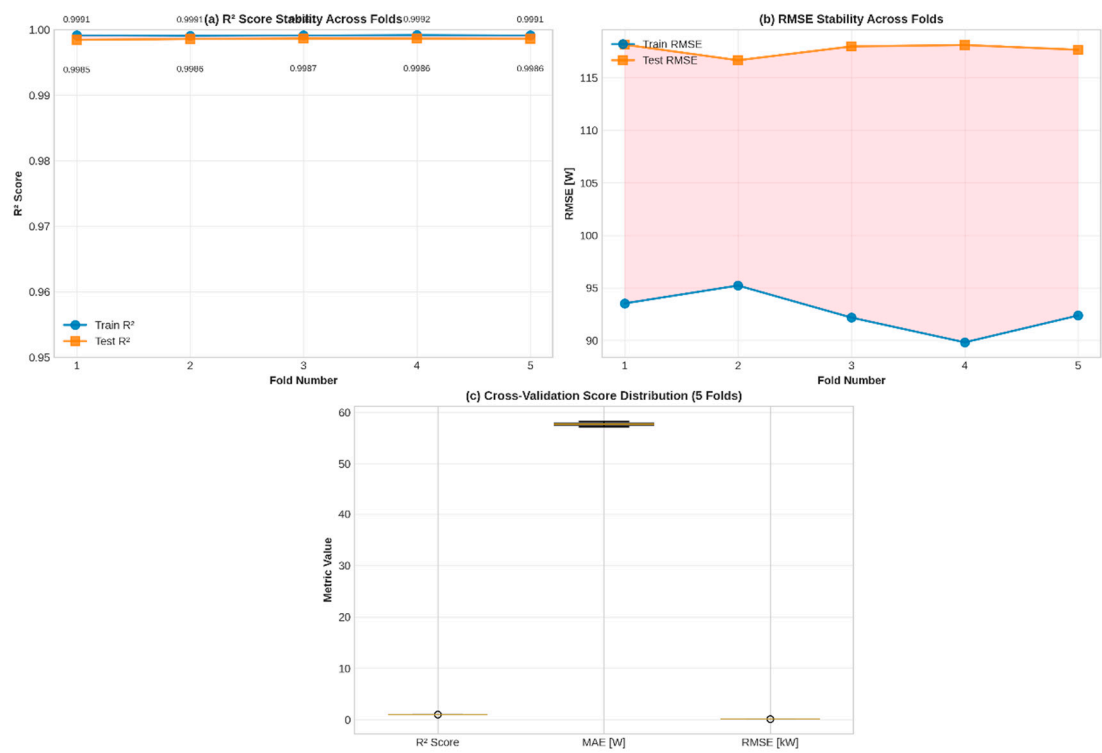 (a) R² Score Stability Across Folds
0.9991 0.9991 0.9992 0.9991
1.00
0.9985 0.9986 0.9987 0.9986 0.9986
0.99
0.98
0.97
0.96
0.95
R² Score
Train R²
Test R²
1 2 3 4 5
Fold Number
(b) RMSE Stability Across Folds
Train RMSE
Test RMSE
115
110
105
100
95
90
RMSE [W]
1 2 3 4 5
Fold Number
(c) Cross-Validation Score Distribution (5 Folds)
60
50
40
30
20
10
0
Metric Value
R² Score MAE [W] RMSE [kW]